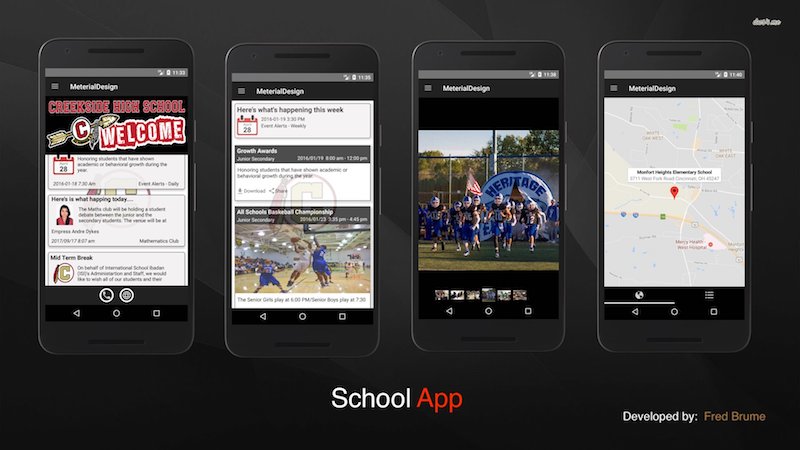 11:33
MeterialDesign
CREEKSIDE HIGH SCHOOL
C WELCOME
28
Honoring students that have shown
academic or behavioral growth during the
year.
2016-01-18 7:30 Am Event Alerts - Daily
Here's is what happing today....
The Maths club will be holding a student
debate between the junior and the
secondary students. The venue will be at
Empress Andre Dykes
2017/09/17 8:07 am Mathematics Club
Mid Term Break
C
On behalf of International School Ibadan
(ISI)'s Administration and Staff, we would
like to wish all of our students and their
11:35
MeterialDesign
Here's what's happening this week
28
2016-01-19 3:30 PM
Event Alerts - Weekly
Growth Awards
Junior Secondary 2016/01/19 8:00 am - 12:00 pm
Honoring students that have shown academic or
behavioral growth during the year.
Download Share
All Schools Basketball Championship
Junior Secondary 2016/01/23 3:35 pm - 4:45 pm
The Senior Girls play at 6:00 PM/Senior Boys play at 7:30
11:38
MeterialDesign
HERITAGE
11:40
MeterialDesign
WHITE
OAK WEST
WHITE
OAK EAST
Monfort Heights Elementary School
3711 West Fork Road Cincinnati, OH 45247
Mercy Health
West Hospital
Monfort
Heights
School App
Developed by: Fred Brume